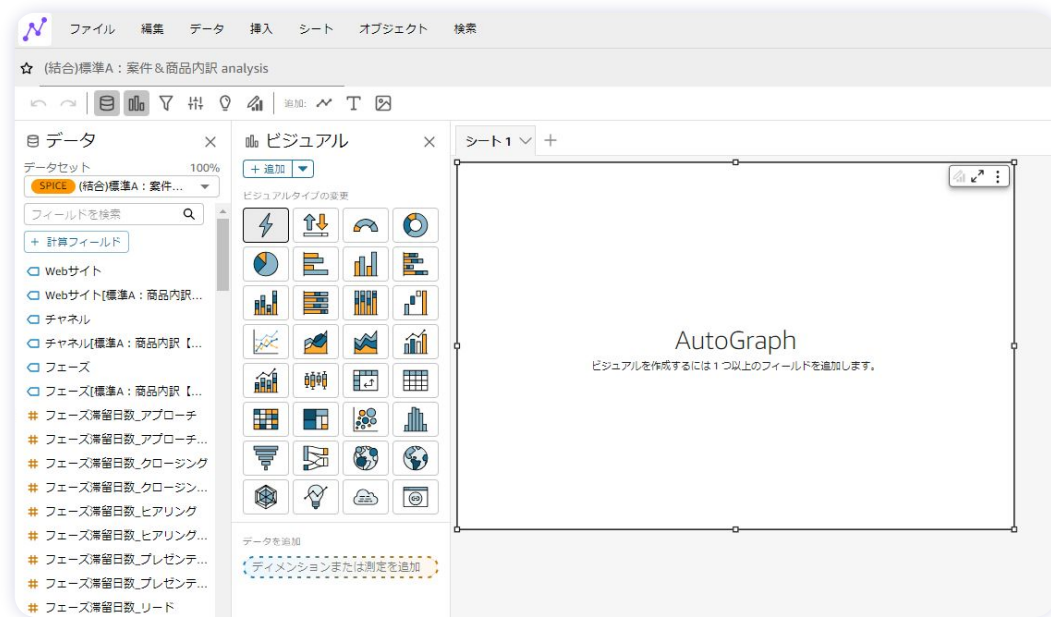 ファイル 編集 データ 挿入 シート オブジェクト 検索
(結合)標準A：案件＆商品内訳 analysis
追加:
データ
データセット 100%
SPICE (結合)標準A：案件...
フィールドを検索
+ 計算フィールド
Webサイト
Webサイト[標準A：商品内訳...
チャネル
チャネル[標準A：商品内訳【...
フェーズ
フェーズ[標準A：商品内訳【...
フェーズ滞留日数_アプローチ
フェーズ滞留日数_アプローチ...
フェーズ滞留日数_クロージング
フェーズ滞留日数_クロージン...
フェーズ滞留日数_ヒアリング
フェーズ滞留日数_ヒアリング...
フェーズ滞留日数_プレゼンテ...
フェーズ滞留日数_プレゼンテ...
フェーズ滞留日数_リード
ビジュアル
+ 追加
ビジュアルタイプの変更
データを追加
ディメンションまたは測定を追加
シート 1
AutoGraph
ビジュアルを作成するには 1 つ以上のフィールドを追加します。